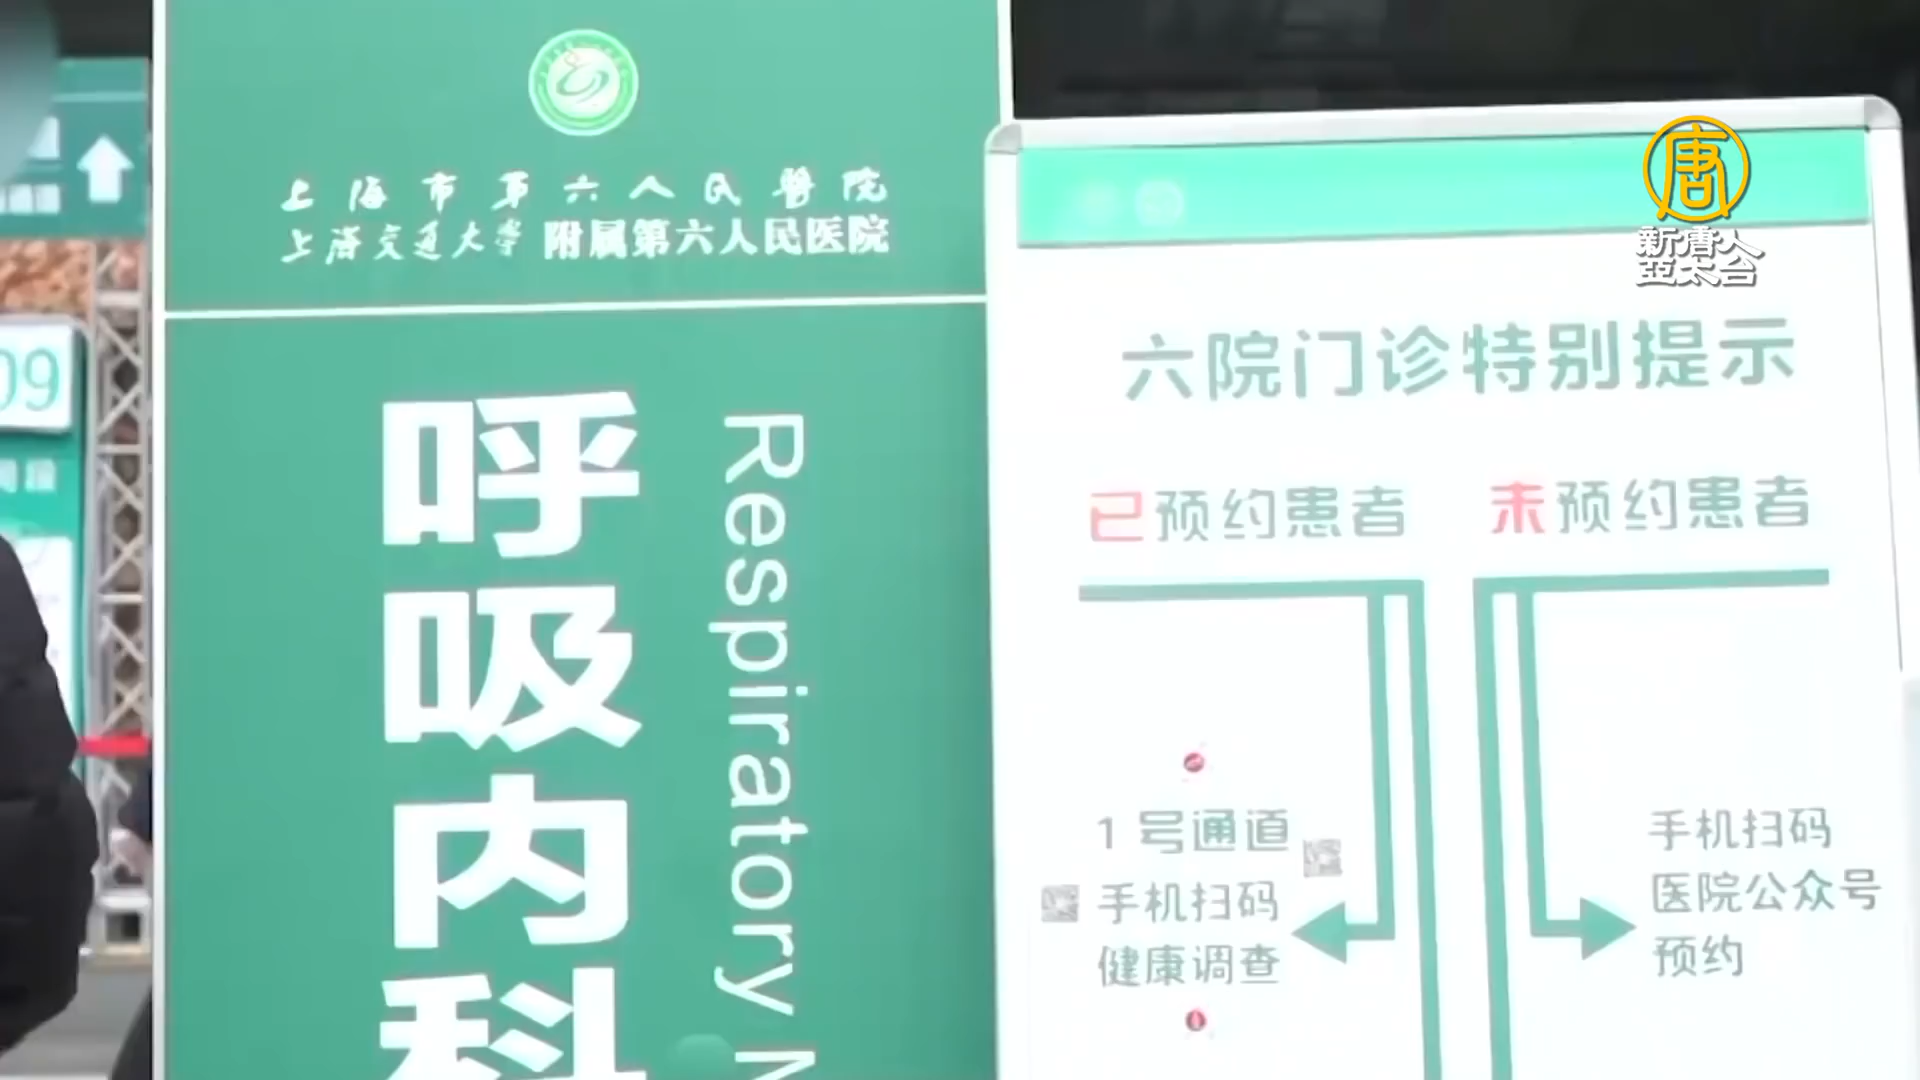 上海市第六人民醫院
上海交通大学附属第六人民医院
呼吸内科
Respiratory
09
新唐人
亞太台
六院门诊特别提示
已预约患者
未预约患者
1号通道
手机扫码
健康调查
手机扫码
医院公众号
预约